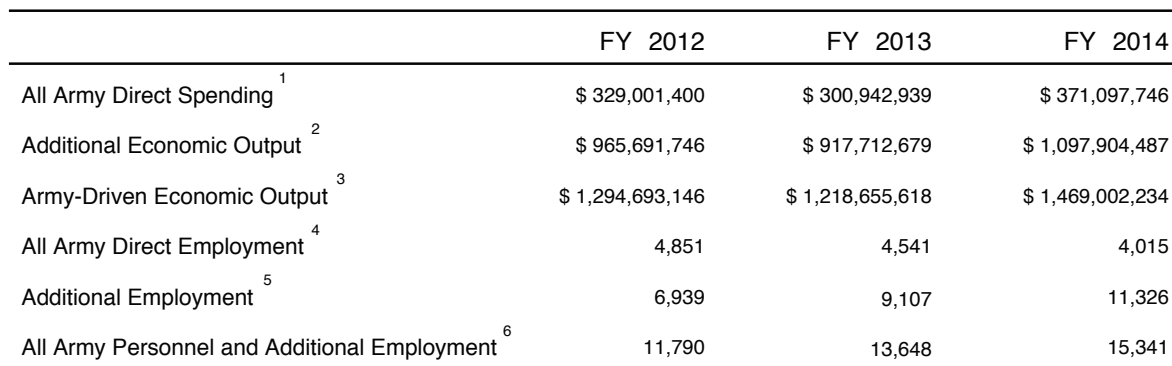 FY 2012 FY 2013 FY 2014
All Army Direct Spending 1 $ 329,001,400 $ 300,942,939 $ 371,097,746
Additional Economic Output 2 $ 965,691,746 $ 917,712,679 $ 1,097,904,487
Army-Driven Economic Output 3 $ 1,294,693,146 $ 1,218,655,618 $ 1,469,002,234
All Army Direct Employment 4 4,851 4,541 4,015
Additional Employment 5 6,939 9,107 11,326
All Army Personnel and Additional Employment 6 11,790 13,648 15,341